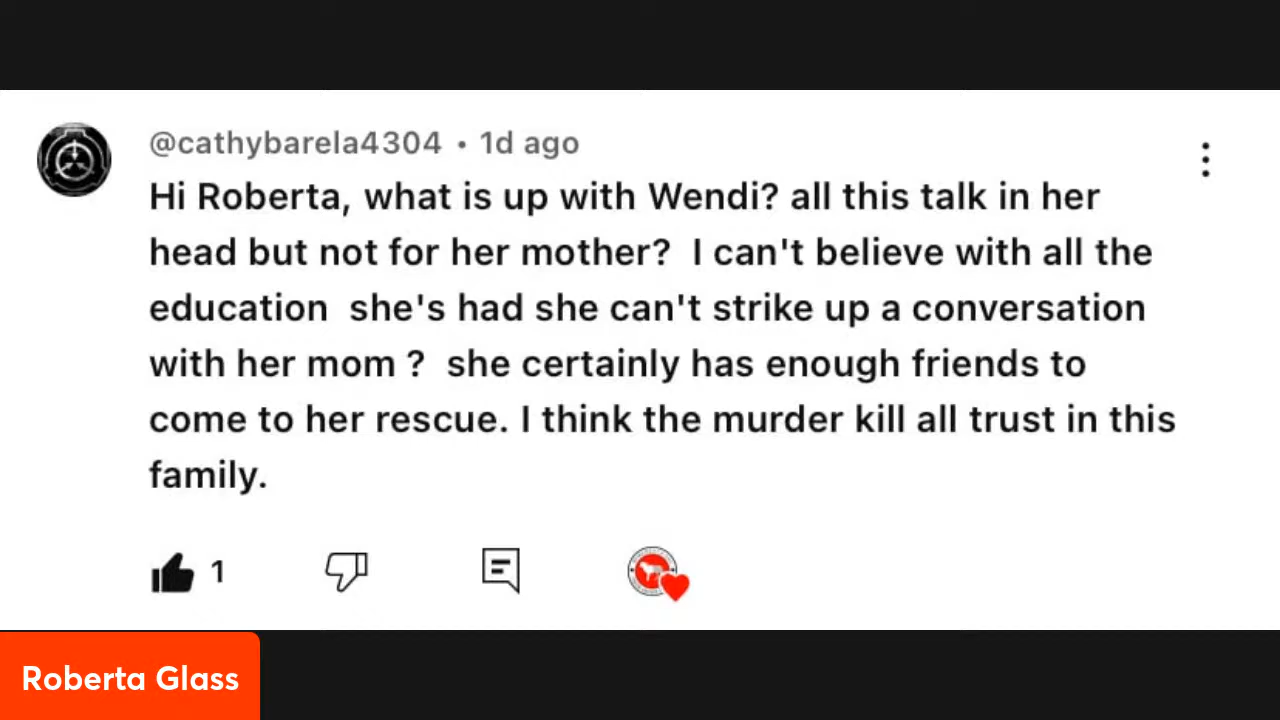 @cathybarela4304 • 1d ago
Hi Roberta, what is up with Wendi? all this talk in her
head but not for her mother?  I can't believe with all the
education  she's had she can't strike up a conversation
with her mom ?  she certainly has enough friends to
come to her rescue. I think the murder kill all trust in this
family.
1
Roberta Glass